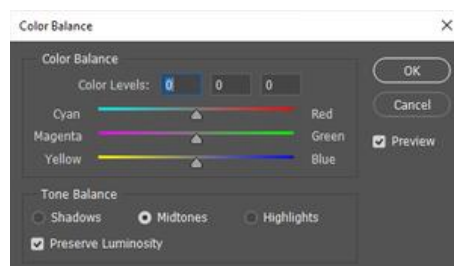 Color Balance
Color Balance
Color Levels: 0 0 0
Cyan Red
Magenta Green
Yellow Blue
Tone Balance
Shadows Midtones Highlights
Preserve Luminosity
OK
Cancel
Preview